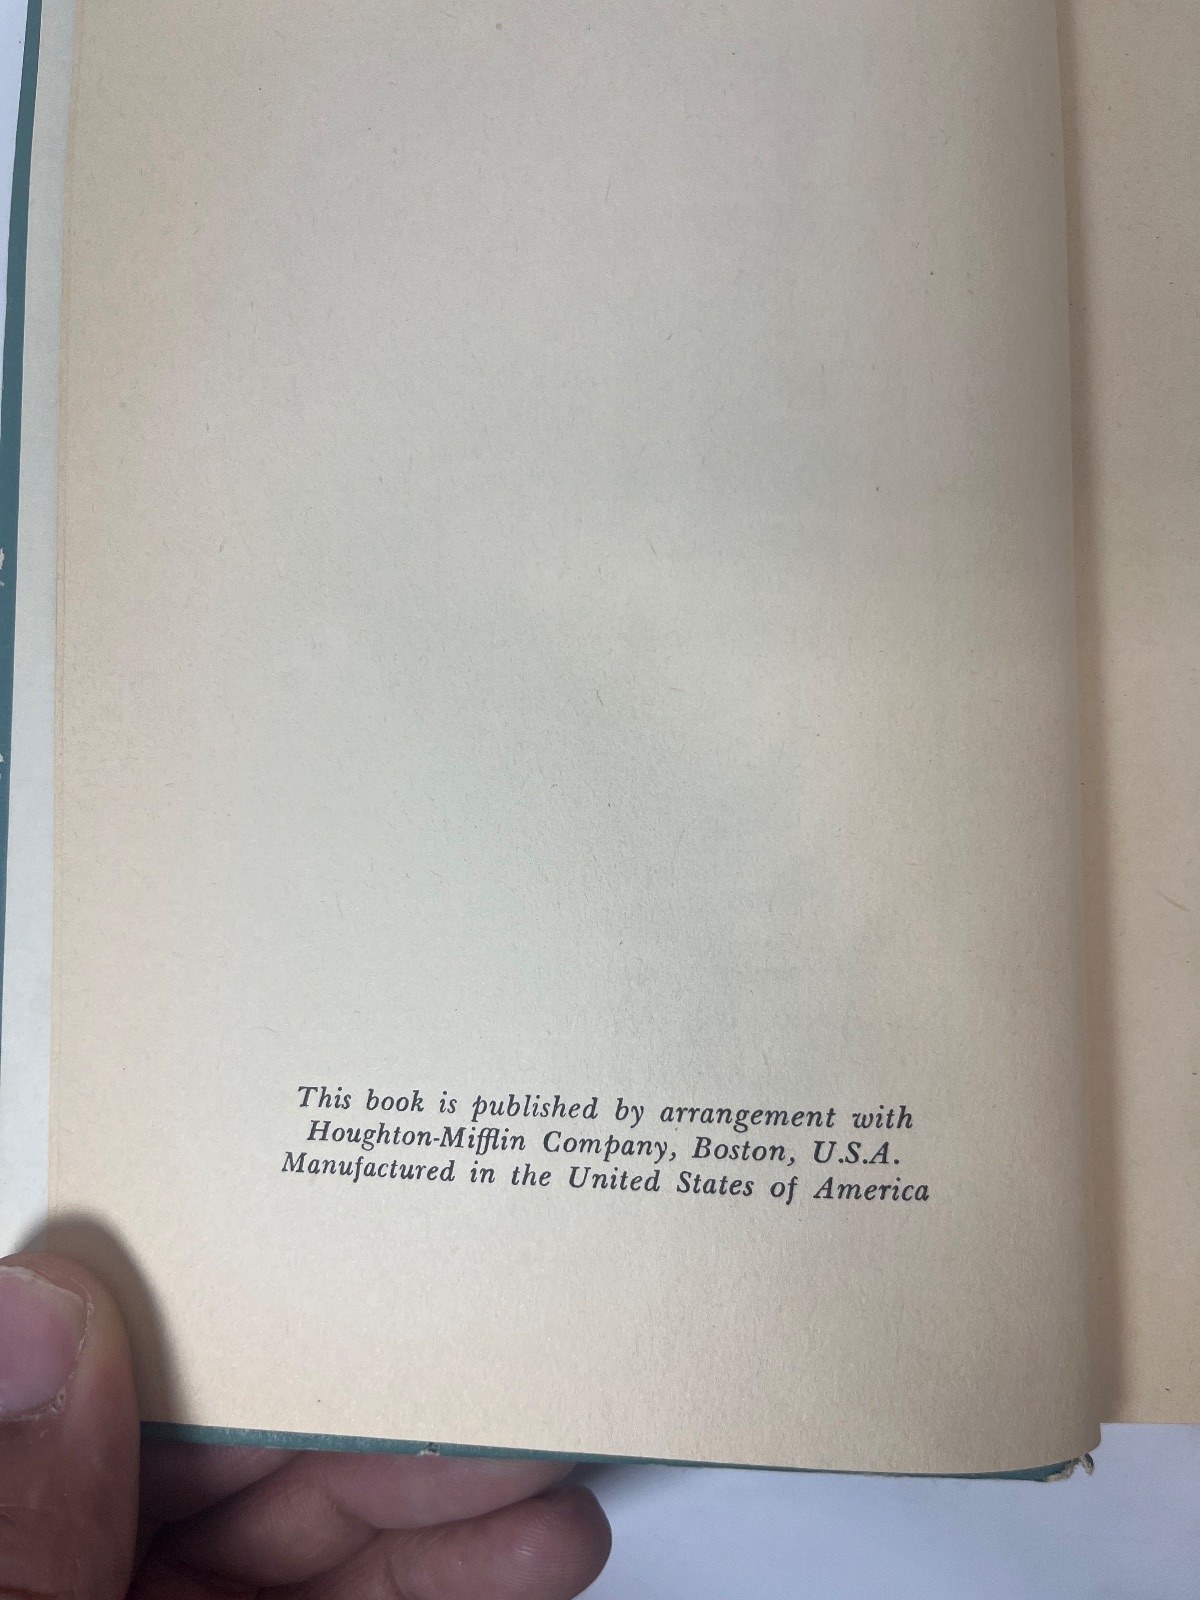 This book is published by arrangement with
Houghton-Mifflin Company, Boston, U.S.A.
Manufactured in the United States of America